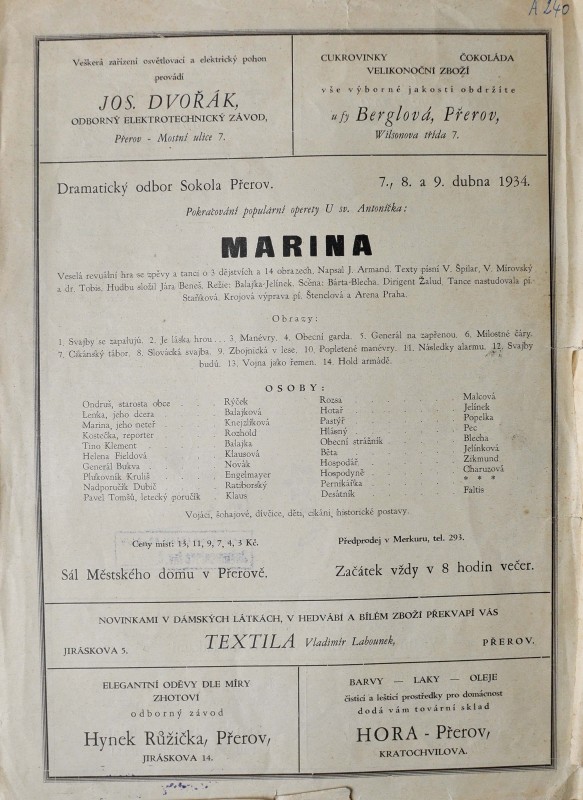 A 240
Veškerá zařízení osvětlovací a elektrický pohon
provádí
JOS. DVOŘÁK,
ODBORNÝ ELEKTROTECHNICKÝ ZÁVOD,
Přerov - Mostní ulice 7.
CUKROVINKY ČOKOLÁDA
VELIKONOČNÍ ZBOŽÍ
vše výborné jakosti obdržíte
u fy Berglová, Přerov,
Wilsonova třída 7.
Dramatický odbor Sokola Přerov. 7., 8. a 9. dubna 1934.
Pokračování populární operety U sv. Antoníčka:
MARINA
Veselá revuální hra se zpěvy a tanci o 3 dějstvích a 14 obrazech. Napsal J. Armand. Texty písní V. Špilar, V. Mírovský
a dr. Tobis. Hudbu složil Jára Beneš. Režie: Balajka-Jelínek. Scéna: Bárta-Blecha. Dirigent Žalud. Tance nastudovala pí.
Staříková. Krojová výprava pí. Štenclová a Arena Praha.
Obrazy:
1. Svajby se zapalujú. 2. Je láska hrou... 3. Manévry. 4. Obecní garda. 5. Generál na zapřenou. 6. Milostné čáry.
7. Cikánský tábor. 8. Slovácká svajba. 9. Zbojnická v lese. 10. Popletené manévry. 11. Následky alarmu. 12. Svajby
budú. 13. Vojna jako řemen. 14. Hold armádě.
OSOBY:
Ondruš, starosta obce . . Rýček
Lenka, jeho dcera . . Balajková
Marina, jeho neteř . . Knejzlíková
Kostečka, reporter . . Rozhold
Tino Klement . . Balajka
Helena Fieldová . . Klausová
Generál Bukva . . Novák
Plukovník Kruliš . . Engelmayer
Nadporučík Dubič . . Ratiborský
Pavel Tomšů, letecký poručík . Klaus
Rozsa . . Malcová
Hotař . . Jelínek
Pastýř . . Popelka
Hlásný . . Pec
Obecní strážník . . Blecha
Běta . . Jelínková
Hospodář . . Zikmund
Hospodyně . . Charuzová
Perníkářka . . * * *
Desátník . . Faltis
Vojáci, šohajové, dívčice, děti, cikáni, historické postavy.
Ceny míst: 13, 11, 9, 7, 4, 3 Kč. Předprodej v Merkuru, tel. 293.
Sál Městského domu v Přerově. Začátek vždy v 8 hodin večer.
NOVINKAMI V DÁMSKÝCH LÁTKÁCH, V HEDVÁBÍ A BÍLÉM ZBOŽÍ PŘEKVAPÍ VÁS
JIRÁSKOVA 5. TEXTILA Vladimír Labounek, PŘEROV.
ELEGANTNÍ ODĚVY DLE MÍRY
ZHOTOVÍ
odborný závod
Hynek Růžička, Přerov,
JIRÁSKOVA 14.
BARVY — LAKY — OLEJE
čisticí a lešticí prostředky pro domácnost
dodá vám tovární sklad
HORA - Přerov,
KRATOCHVILOVA.